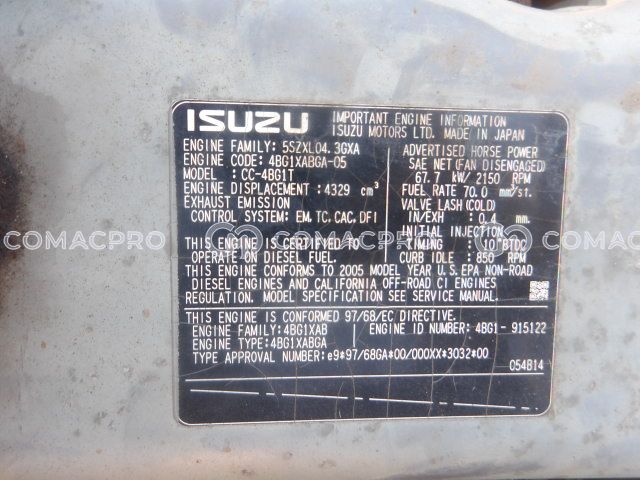 ISUZU
IMPORTANT ENGINE INFORMATION
ISUZU MOTORS LTD. MADE IN JAPAN
ENGINE FAMILY: 5SZXL04.3GXA
ENGINE CODE: 4BG1XABGA-05
MODEL : CC-4BG1T
ENGINE DISPLACEMENT: 4329 cm³
EXHAUST EMISSION
CONTROL SYSTEM: EM, TC, CAC, DFI
THIS ENGINE IS CERTIFIED TO
OPERATE ON DIESEL FUEL.
ADVERTISED HORSE POWER
SAE NET (FAN DISENGAGED)
67.7 kW/ 2150 RPM
FUEL RATE 70.0 mm³/st.
VALVE LASH (COLD)
IN/EXH : 0.4 mm.
INITIAL INJECTION
TIMING : 10°BTDC
CURB IDLE : 850 RPM
THIS ENGINE CONFORMS TO 2005 MODEL YEAR U.S.EPA NON-ROAD
DIESEL ENGINES AND CALIFORNIA OFF-ROAD CI ENGINES
REGULATION. MODEL SPECIFICATION SEE SERVICE MANUAL.
THIS ENGINE IS CONFORMED 97/68/EC DIRECTIVE.
ENGINE FAMILY:4BG1XAB ENGINE ID NUMBER: 4BG1- 915122
ENGINE TYPE:4BG1XABGA
TYPE APPROVAL NUMBER:e9*97/68GA*00/000XX*3032*00
C54B14
COMACPRO COMACPRO COMACPRO